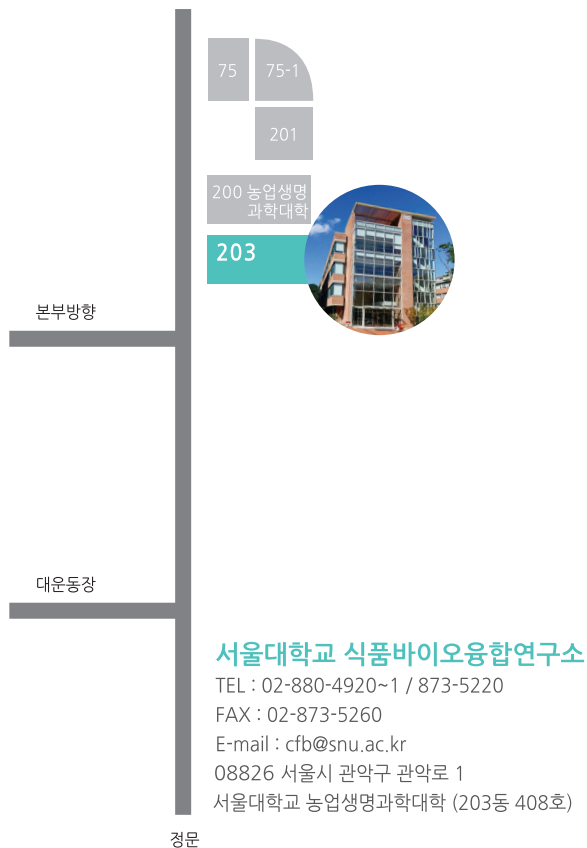 75
75-1
201
200 농업생명
과학대학
203
본부방향
대운동장
서울대학교 식품바이오융합연구소
TEL : 02-880-4920~1 / 873-5220
FAX : 02-873-5260
E-mail : cfb@snu.ac.kr
08826 서울시 관악구 관악로 1
서울대학교 농업생명과학대학 (203동 408호)
정문